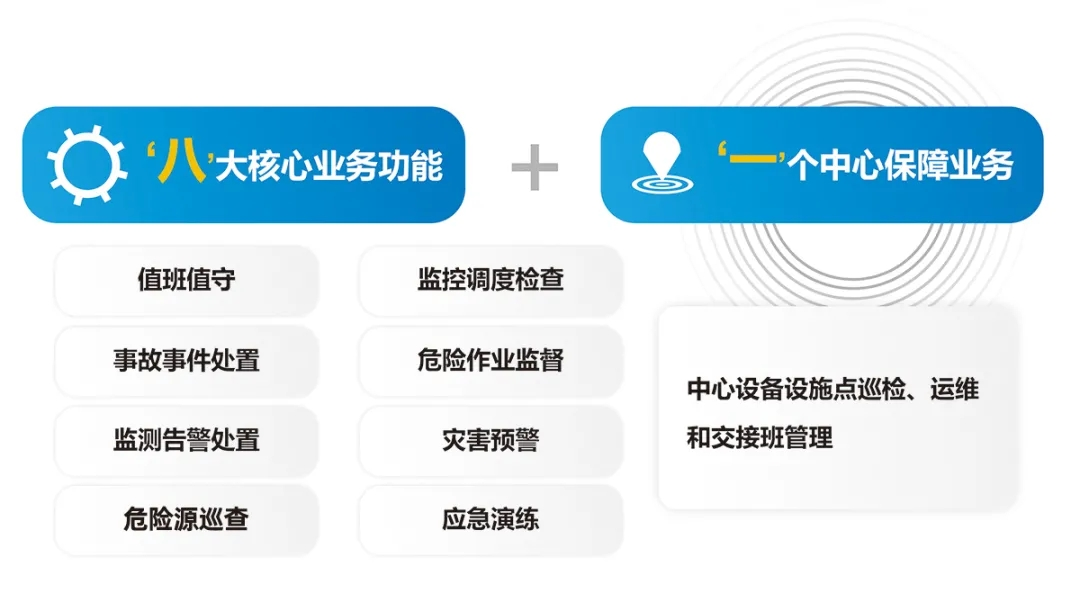 ‘八’大核心业务功能
‘一’个中心保障业务
值班值守
监控调度检查
事故事件处置
危险作业监督
监测告警处置
灾害预警
危险源巡查
应急演练
中心设备设施点巡检、运维
和交接班管理